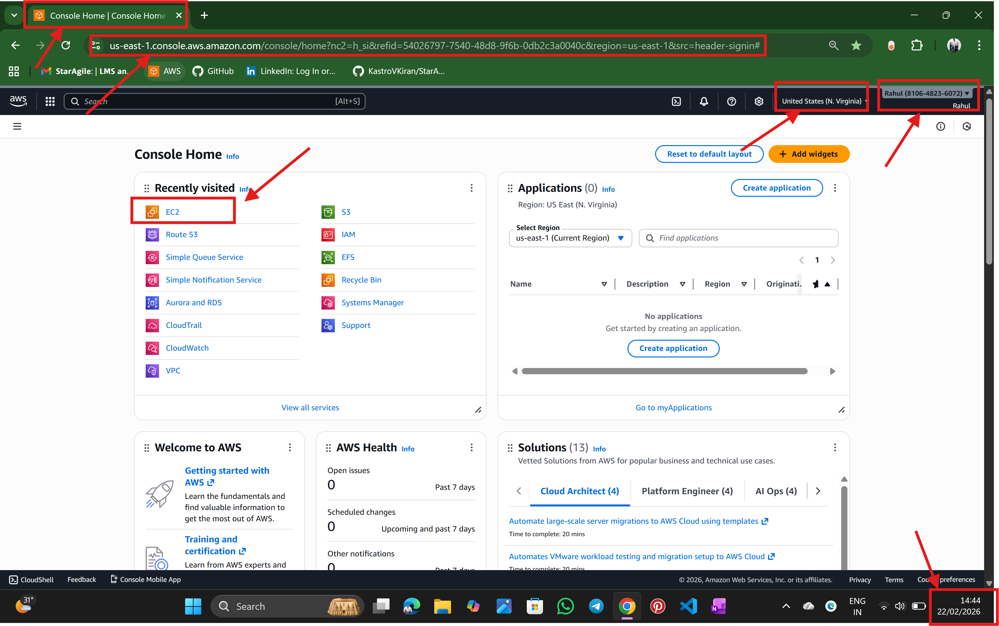 Console Home | Console Home
us-east-1.console.aws.amazon.com/console/home?nc2=h_si&refid=54026797-7540-48d8-9f6b-0db2c3a0040c&region=us-east-1&src=header-signin#
StarAgile: | LMS an.
AWS
GitHub
LinkedIn: Log In or...
KastroVKiran/StarA...
aws
Search
[Alt+S]
United States (N. Virginia)
Rahul (8106-4823-6072)
Rahul
Console Home Info
Reset to default layout
Add widgets
Recently visited Info
EC2
Route 53
Simple Queue Service
Simple Notification Service
Aurora and RDS
CloudTrail
CloudWatch
VPC
S3
IAM
EFS
Recycle Bin
Systems Manager
Support
View all services
Applications (0) Info
Create application
Region: US East (N. Virginia)
Select Region
us-east-1 (Current Region)
Find applications
1
Name
Description
Region
Originati.
No applications
Get started by creating an application.
Create application
Go to myApplications
Welcome to AWS
Getting started with
AWS
Learn the fundamentals and
find valuable information to
get the most out of AWS.
Training and
certification
Learn from AWS experts and
AWS Health Info
Open issues
0
Past 7 days
Scheduled changes
0
Upcoming and past 7 days
Other notifications
0
Past 7 days
Solutions (13) Info
Vetted Solutions from AWS for popular business and technical use cases.
Cloud Architect (4)
Platform Engineer (4)
AI Ops (4)
Automate large-scale server migrations to AWS Cloud using templates
Time to complete: 20 mins
Automates VMware workload testing and migration setup to AWS Cloud
Time to complete: 20 mins
CloudShell
Feedback
Console Mobile App
© 2026, Amazon Web Services, Inc. or its affiliates.
Privacy
Terms
preferences
31°
Search
ENG
IN
14:44
22/02/2026